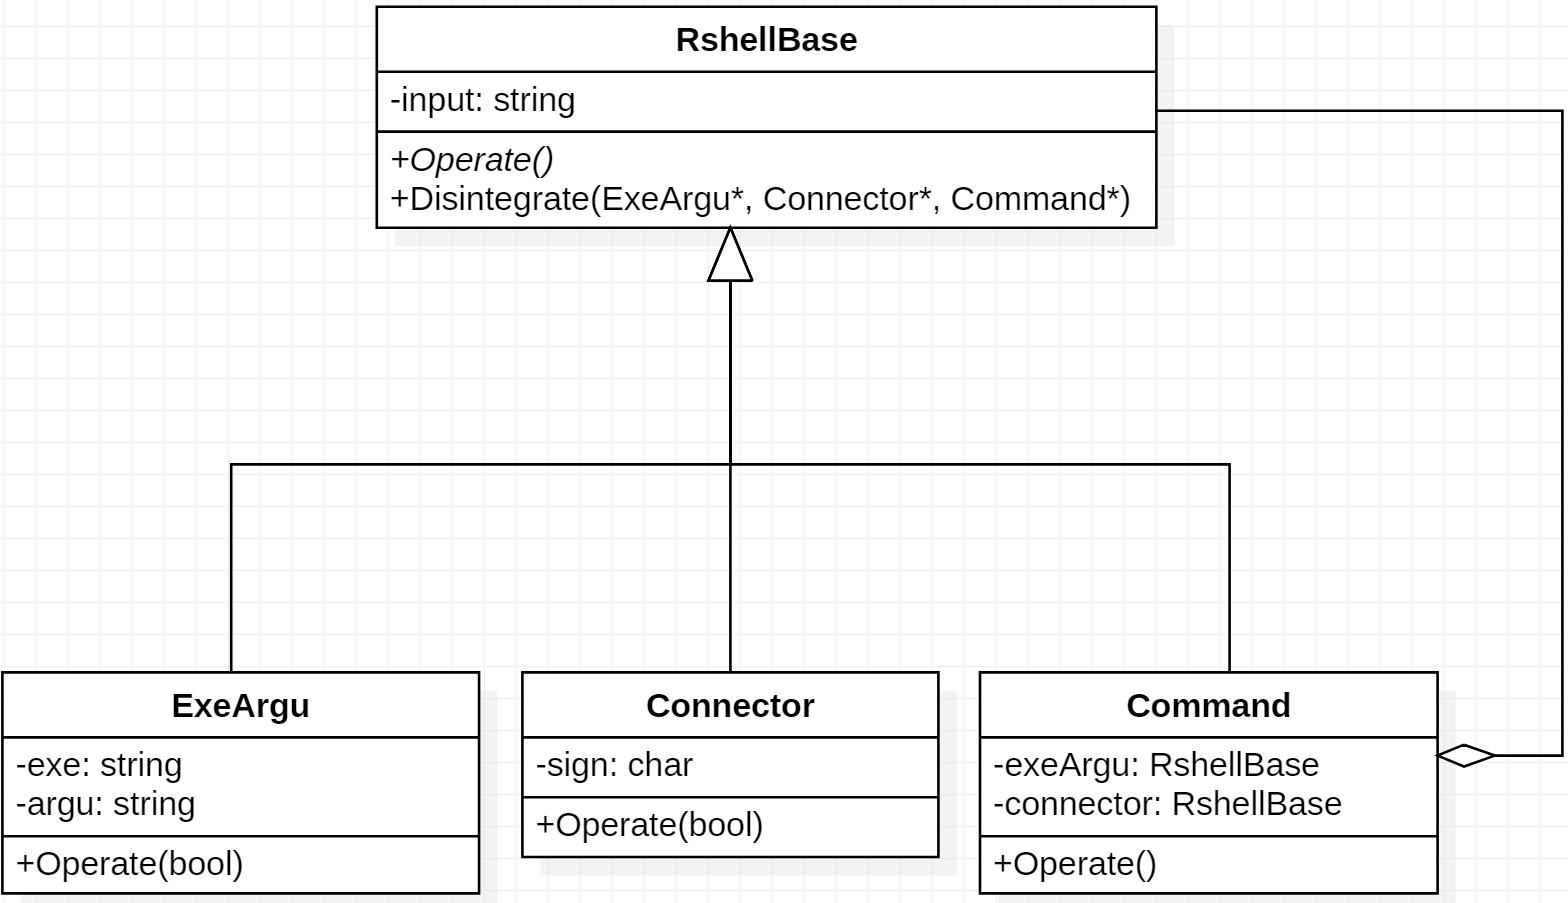 RshellBase
-input: string
+Operate()
+Disintegrate(ExeArgu*, Connector*, Command*)
ExeArgu
-exe: string
-argu: string
+Operate(bool)
Connector
-sign: char
+Operate(bool)
Command
-exeArgu: RshellBase
-connector: RshellBase
+Operate()